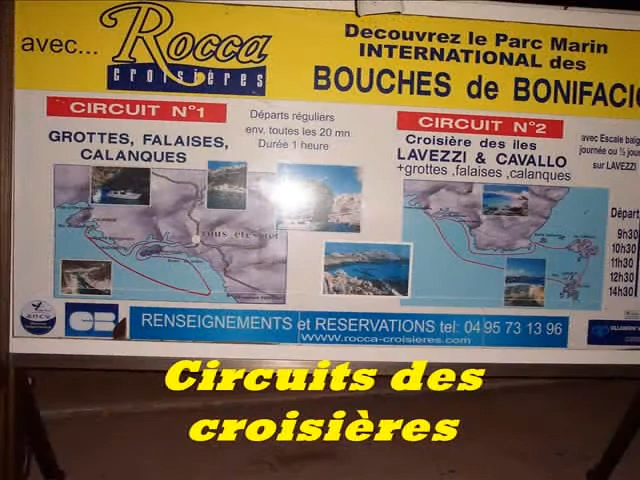 avec... Rocca
croisières
Decouvrez le Parc Marin
INTERNATIONAL des
BOUCHES de BONIFACIO
CIRCUIT N°1
GROTTES, FALAISES,
CALANQUES
Départs réguliers
env. toutes les 20 mn
Durée 1 heure
CIRCUIT N°2
Croisière des iles
LAVEZZI & CAVALLO
+grottes ,falaises ,calanques
avec Escale baig
journée ou ½ jour
sur LAVEZZI
Départ
9h30
10h30
11h30
12h30
14h30
vous êtes ici
RENSEIGNEMENTS et RESERVATIONS tel: 04 95 73 13 96
www.rocca-croisieres.com
Circuits des
croisières